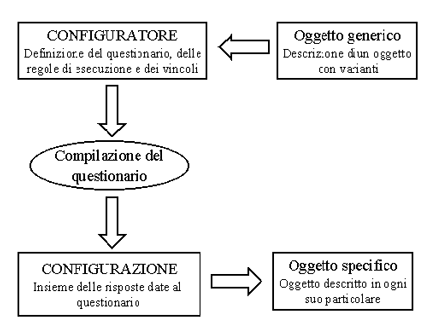 CONFIGURATORE
Definizione del questionario, delle
regole di esecuzione e dei vincoli
Oggetto generico
Descrizione di un oggetto
con varianti
Compilazione del
questionario
CONFIGURAZIONE
Insieme delle risposte date al
questionario
Oggetto specifico
Oggetto descritto in ogni
suo particolare